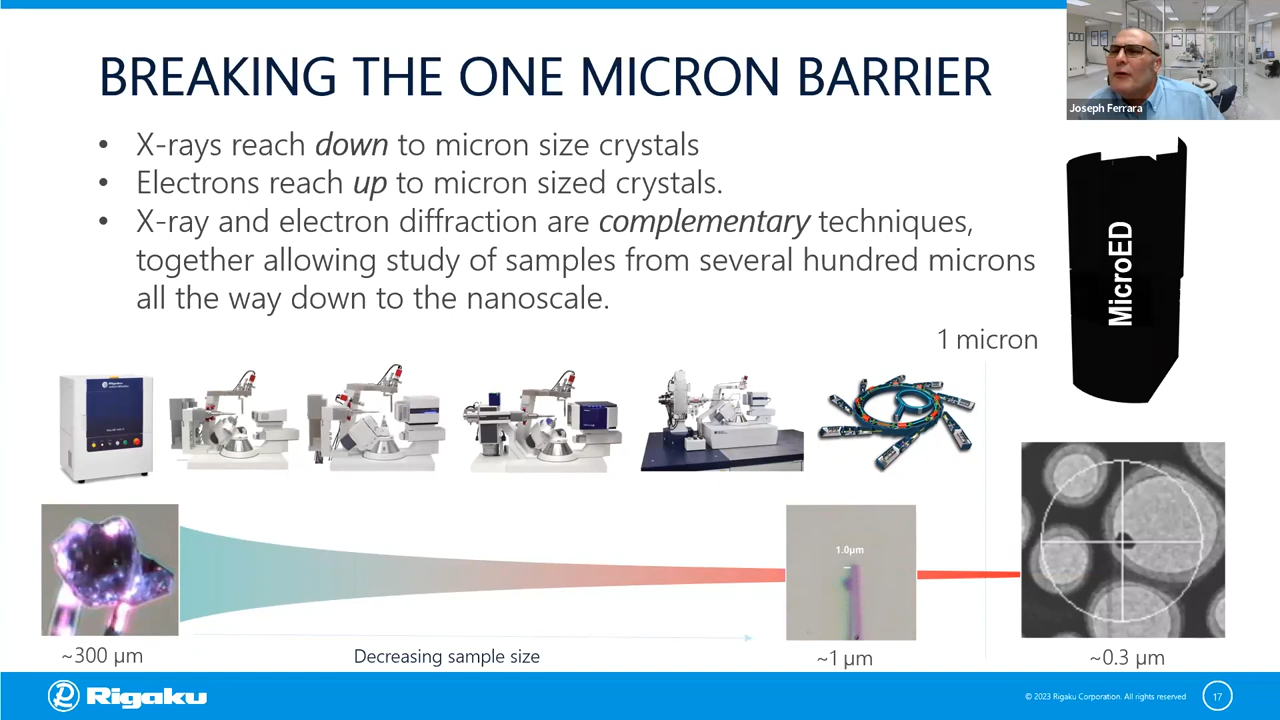 BREAKING THE ONE MICRON BARRIER
Joseph Ferrara
• X-rays reach down to micron size crystals
• Electrons reach up to micron sized crystals.
• X-ray and electron diffraction are complementary techniques,
together allowing study of samples from several hundred microns
all the way down to the nanoscale.
MicroED
1 micron
Rigaku
1.0µm
~300 µm
Decreasing sample size
~1 µm
~0.3 µm
Rigaku
© 2023 Rigaku Corporation. All rights reserved
17